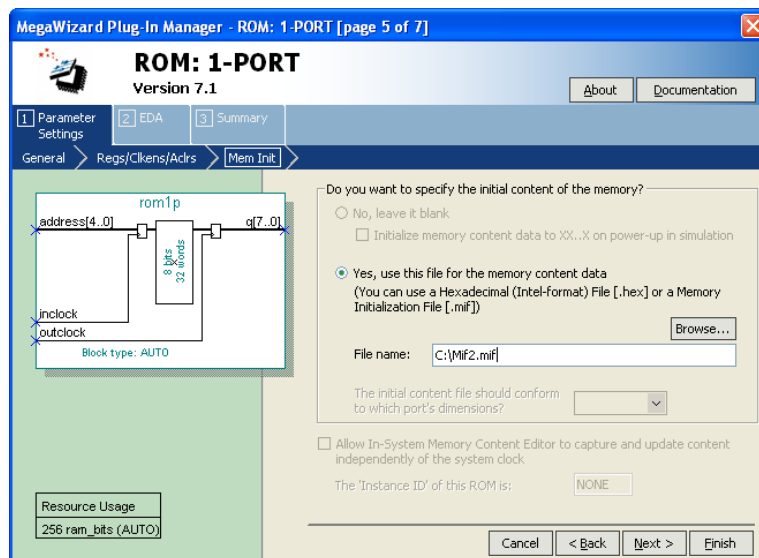 MegaWizard Plug-In Manager - ROM: 1-PORT [page 5 of 7]
ROM: 1-PORT
Version 7.1
About
Documentation
1 Parameter Settings
2 EDA
3 Summary
General
Regs/Clkens/Aclrs
Mem Init
rom1p
address[4..0]
q[7..0]
8 bits
32 words
inclock
outclock
Block type: AUTO
Resource Usage
256 ram_bits (AUTO)
Do you want to specify the initial content of the memory?
No, leave it blank
Initialize memory content data to XX..X on power-up in simulation
Yes, use this file for the memory content data
(You can use a Hexadecimal (Intel-format) File [.hex] or a Memory
Initialization File [.mif])
Browse...
File name:
C:\Mif2.mif
The initial content file should conform
to which port's dimensions?
Allow In-System Memory Content Editor to capture and update content
independently of the system clock
The 'Instance ID' of this ROM is:
NONE
Cancel
< Back
Next >
Finish